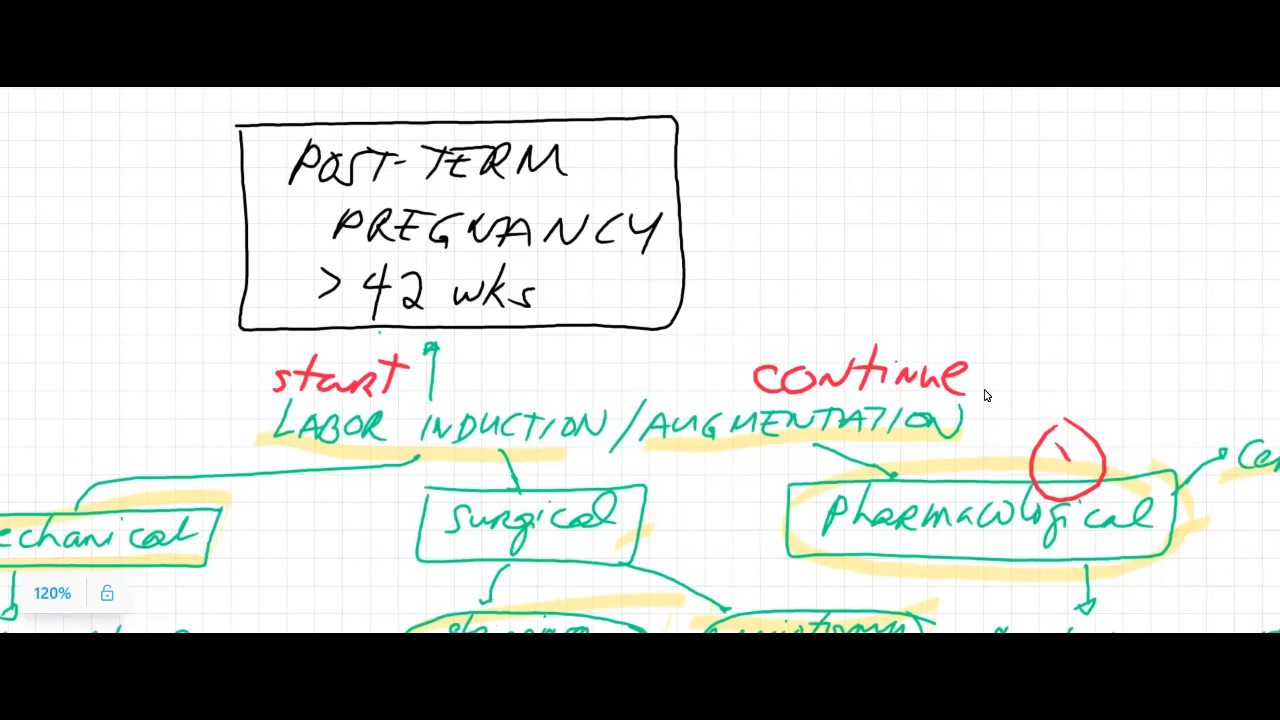 POST-TERM
PREGNANCY
> 42 wks
start
continue
LABOR INDUCTION / AUGMENTATION
echanical
surgical
Pharmacological
120%